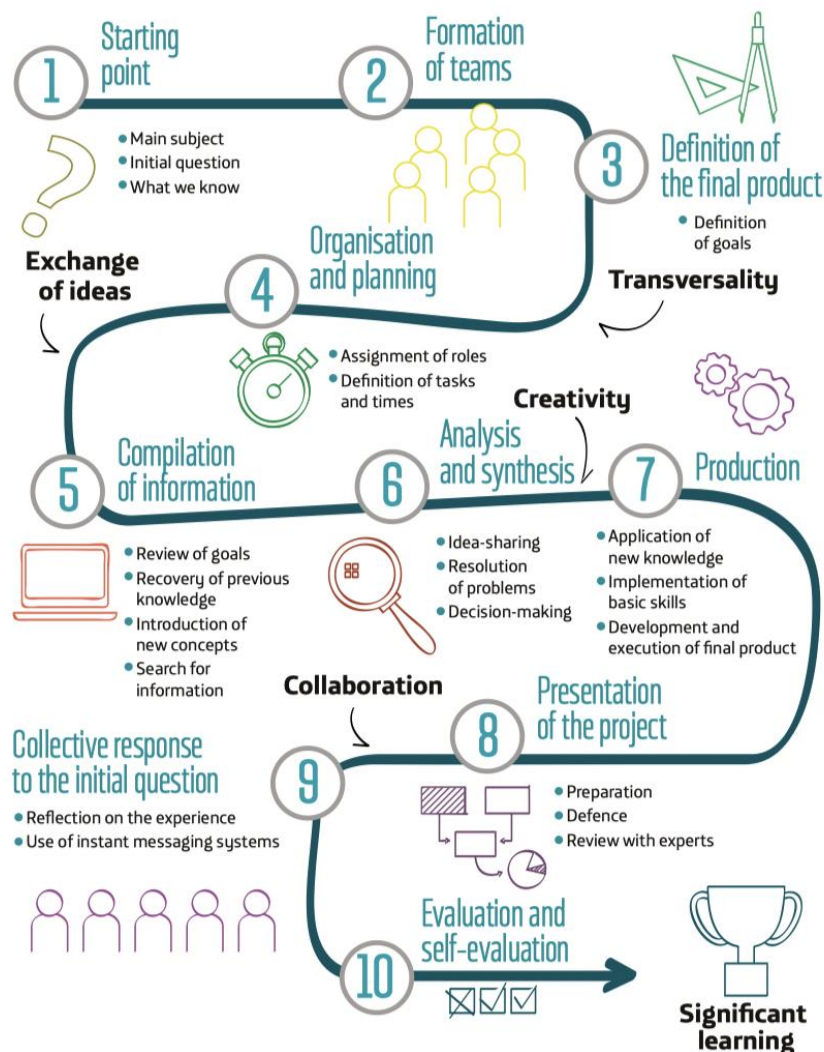 1
Starting
point
• Main subject
• Initial question
• What we know
2
Formation
of teams
3
Definition of
the final product
• Definition
of goals
Transversality
4
Organisation
and planning
• Assignment of roles
• Definition of tasks
and times
Exchange
of ideas
5
Compilation
of information
• Review of goals
• Recovery of previous
knowledge
• Introduction of
new concepts
• Search for
information
6
Analysis
and synthesis
• Idea-sharing
• Resolution
of problems
• Decision-making
Creativity
7
Production
• Application of
new knowledge
• Implementation of
basic skills
• Development and
execution of final product
8
Presentation
of the project
• Preparation
• Defence
• Review with experts
Collaboration
9
Collective response
to the initial question
• Reflection on the experience
• Use of instant messaging systems
10
Evaluation and
self-evaluation
Significant
learning